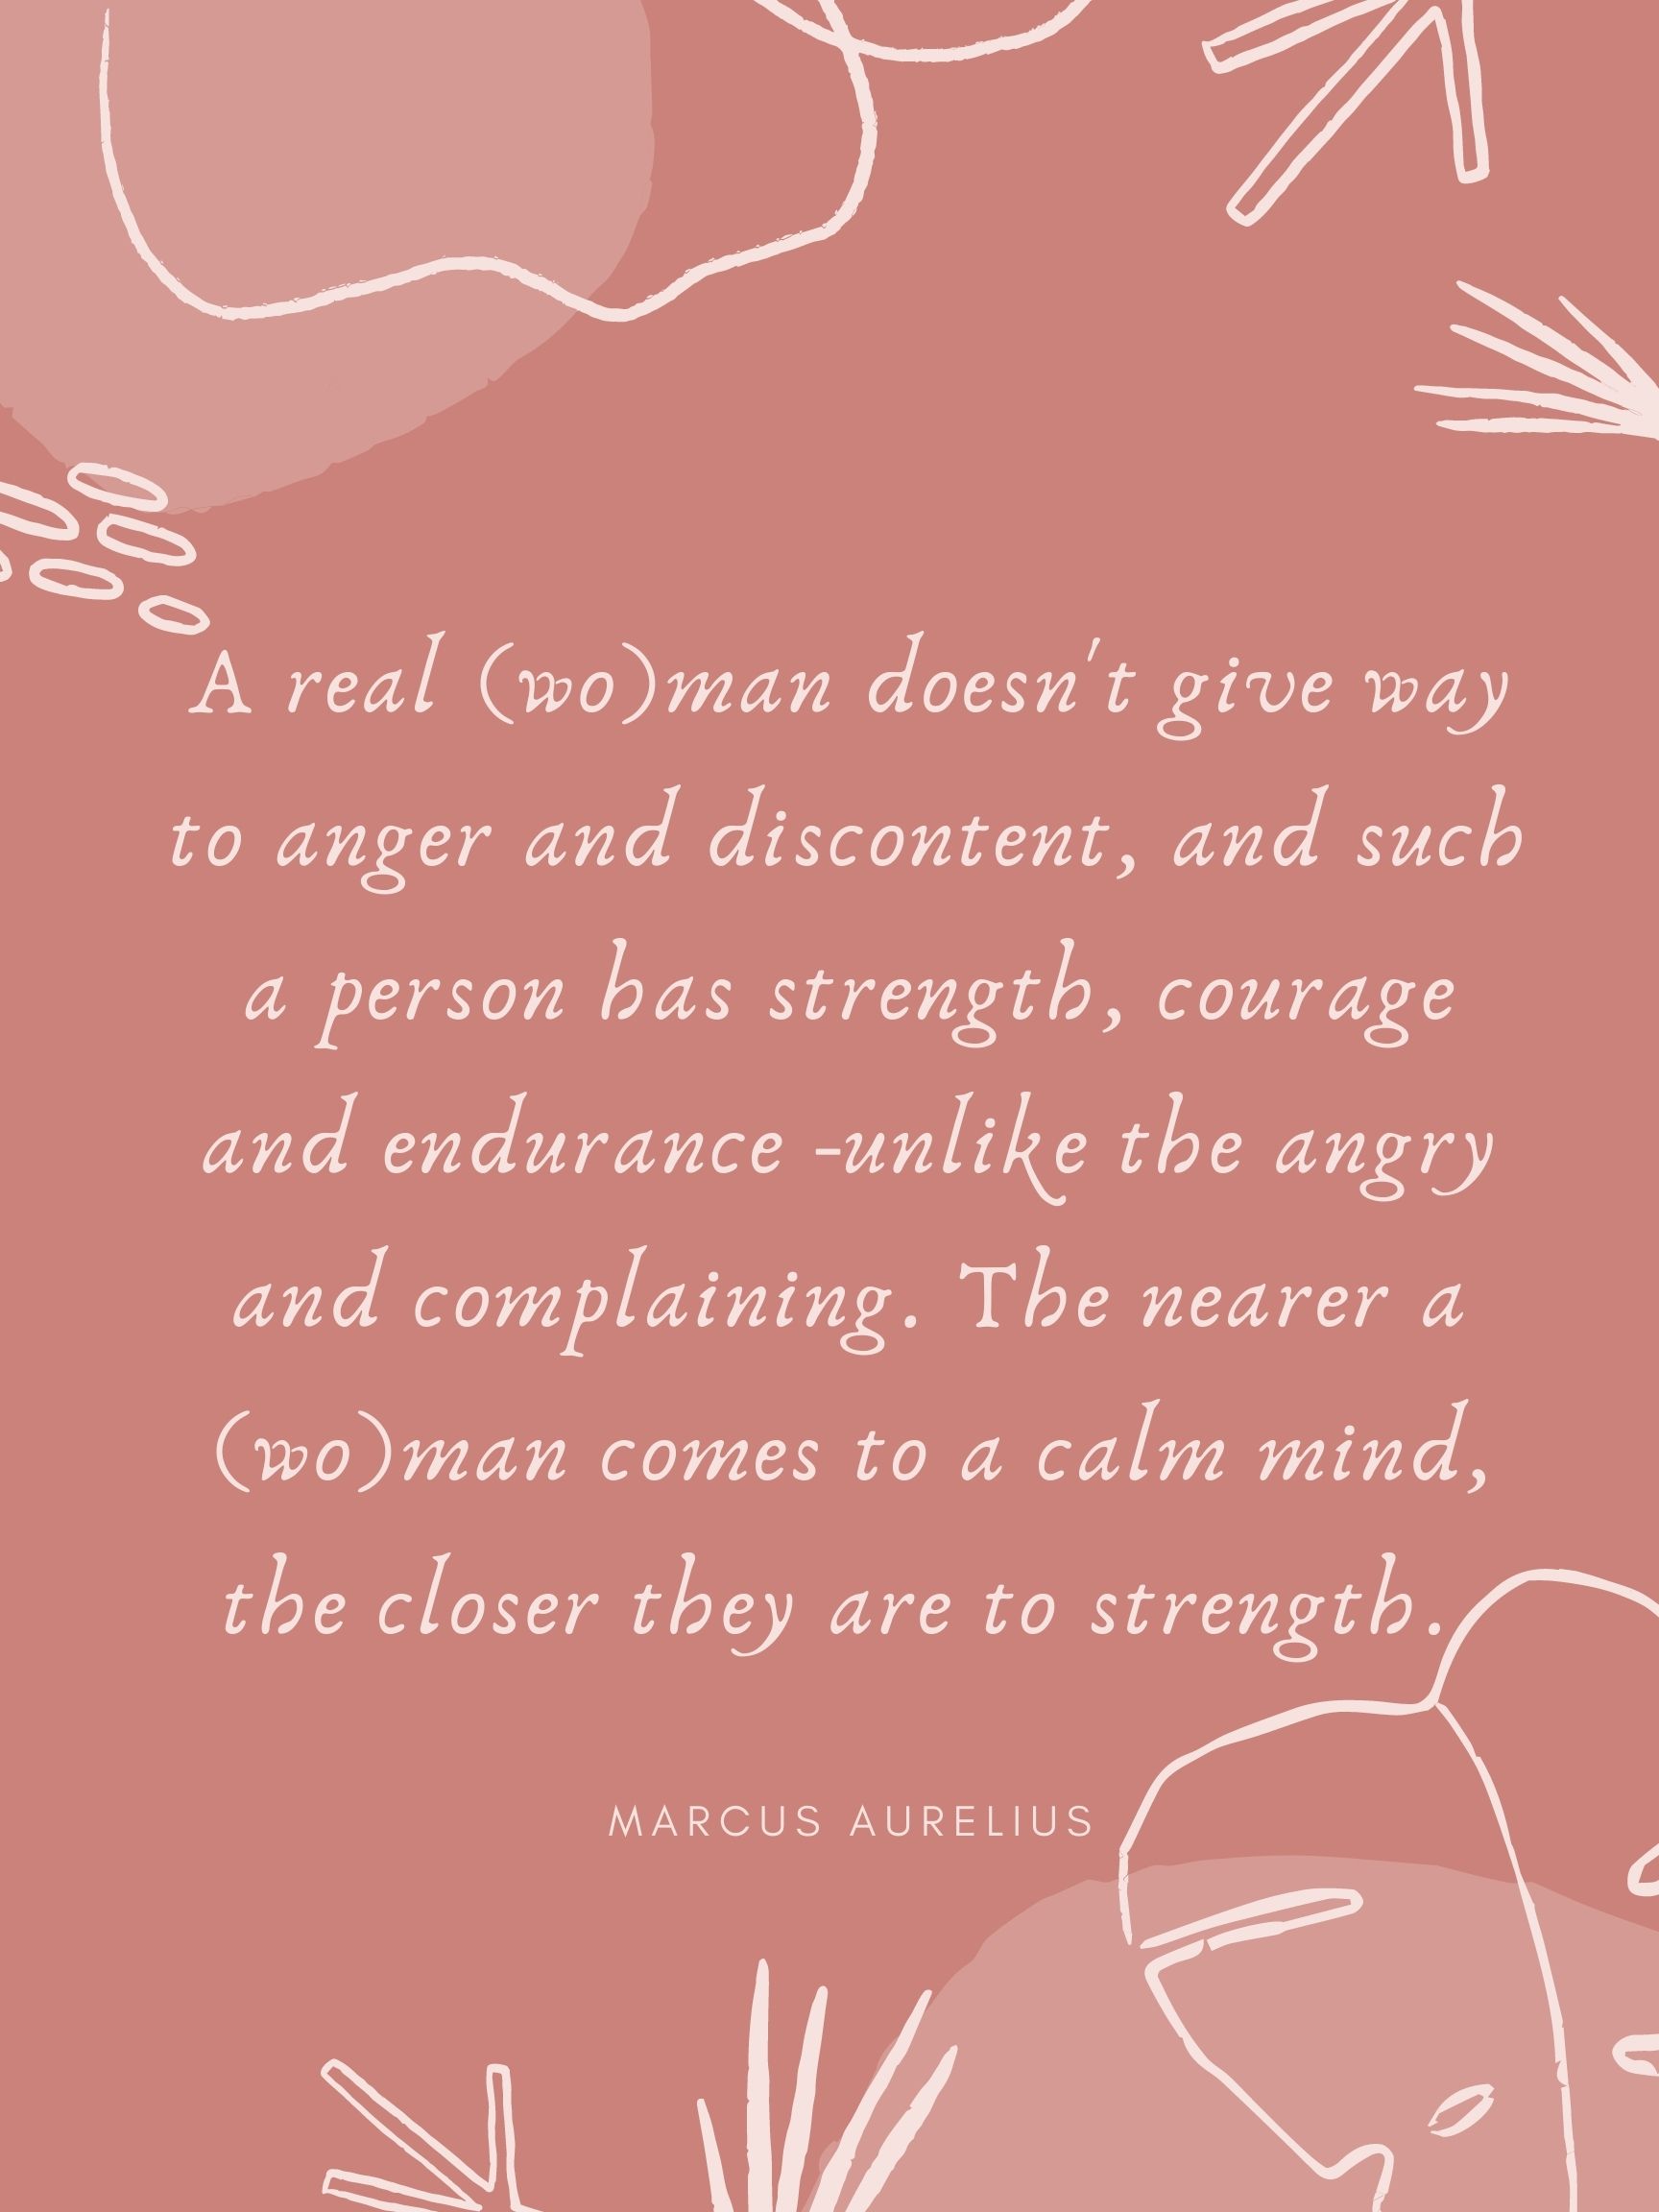 A real (wo)man doesn't give way
to anger and discontent, and such
a person has strength, courage
and endurance -unlike the angry
and complaining. The nearer a
(wo)man comes to a calm mind,
the closer they are to strength.
MARCUS AURELIUS